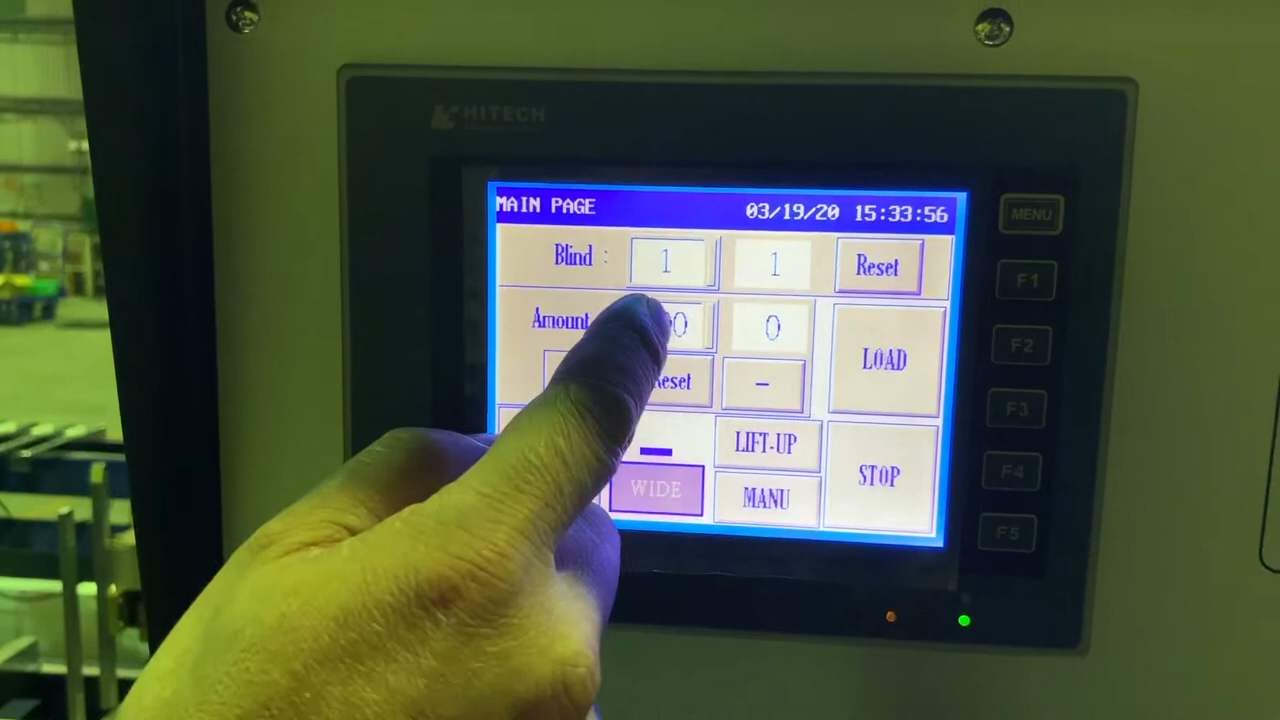 HITECH
MAIN PAGE 03/19/20 15:33:56
MENU
Blind : 1 1 Reset
F1
Amount 0
F2
LOAD
Reset −
F3
LIFT-UP
F4
STOP
WIDE MANU
F5